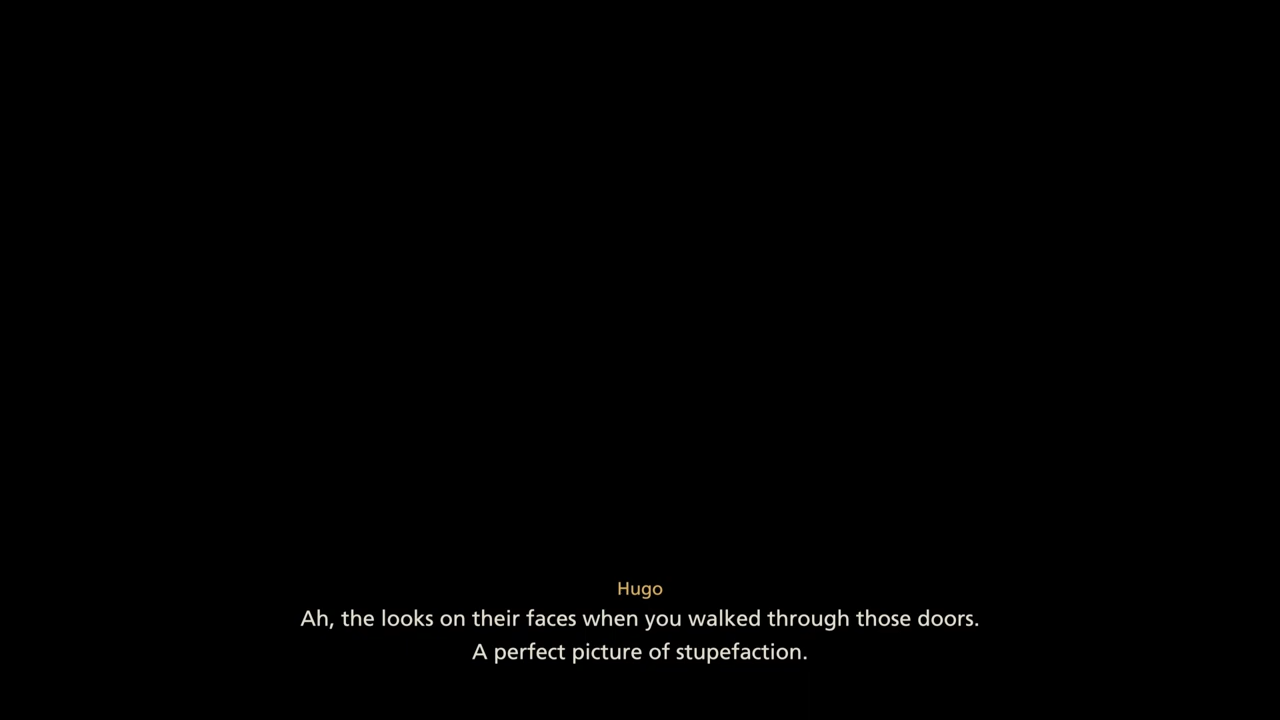 Hugo
Ah, the looks on their faces when you walked through those doors.
A perfect picture of stupefaction.